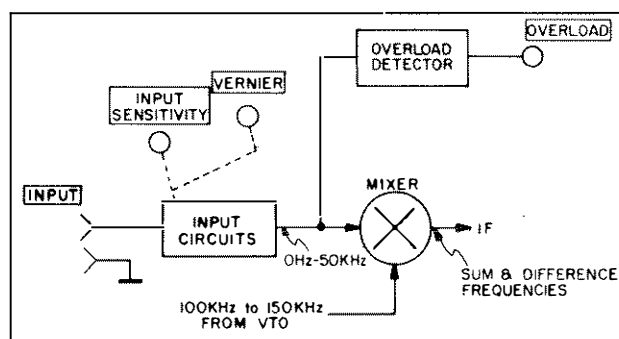 OVERLOAD
OVERLOAD
DETECTOR
VERNIER
INPUT
SENSITIVITY
INPUT
MIXER
INPUT
CIRCUITS
IF
0HZ-50KHz
SUM & DIFFERENCE
FREQUENCIES
100KHz to 150KHz
FROM VTO